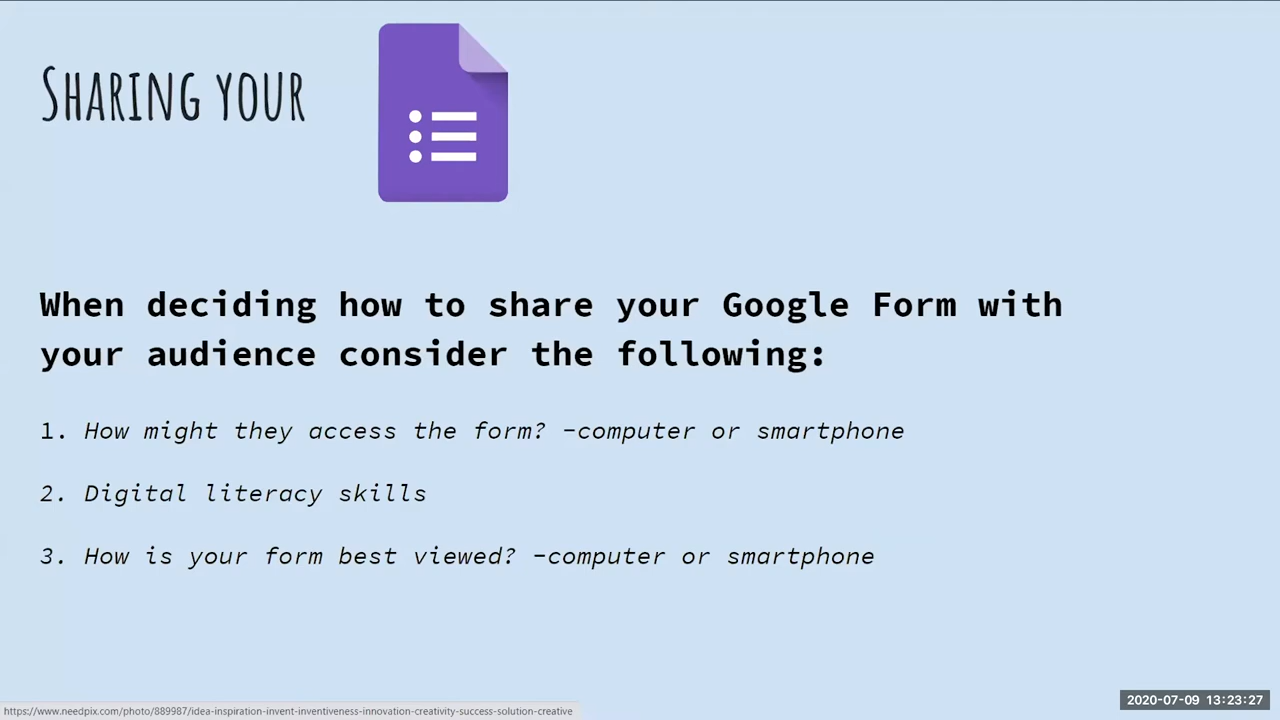 Sharing your
When deciding how to share your Google Form with
your audience consider the following:
1. How might they access the form? -computer or smartphone
2. Digital literacy skills
3. How is your form best viewed? -computer or smartphone
2020-07-09 13:23:27
https://www.needpix.com/photo/889987/idea-inspiration-invent-inventiveness-innovation-creativity-success-solution-creative